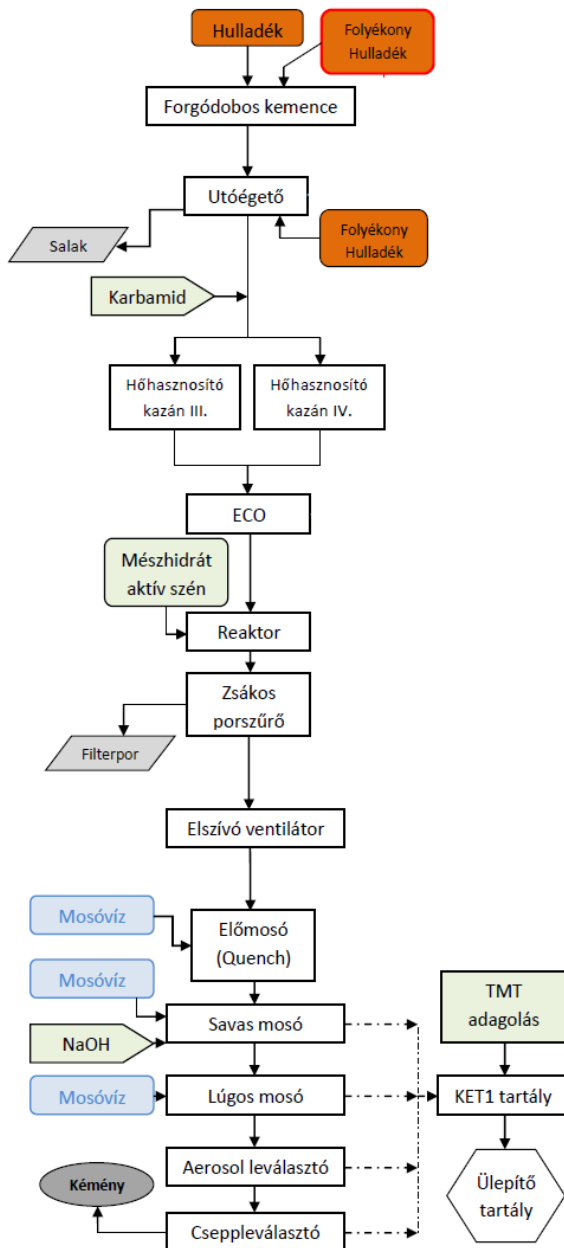 Hulladék
Folyékony
Hulladék
Forgódobos kemence
Utóégető
Salak
Folyékony
Hulladék
Karbamid
Hőhasznosító
kazán III.
Hőhasznosító
kazán IV.
ECO
Mészhidrát
aktív szén
Reaktor
Zsákos
porszűrő
Filterpor
Elszívó ventilátor
Mosóvíz
Előmosó
(Quench)
Mosóvíz
TMT
adagolás
Savas mosó
NaOH
Mosóvíz
Lúgos mosó
KET1 tartály
Aerosol leválasztó
Kémény
Ülepítő
tartály
Cseppleválasztó